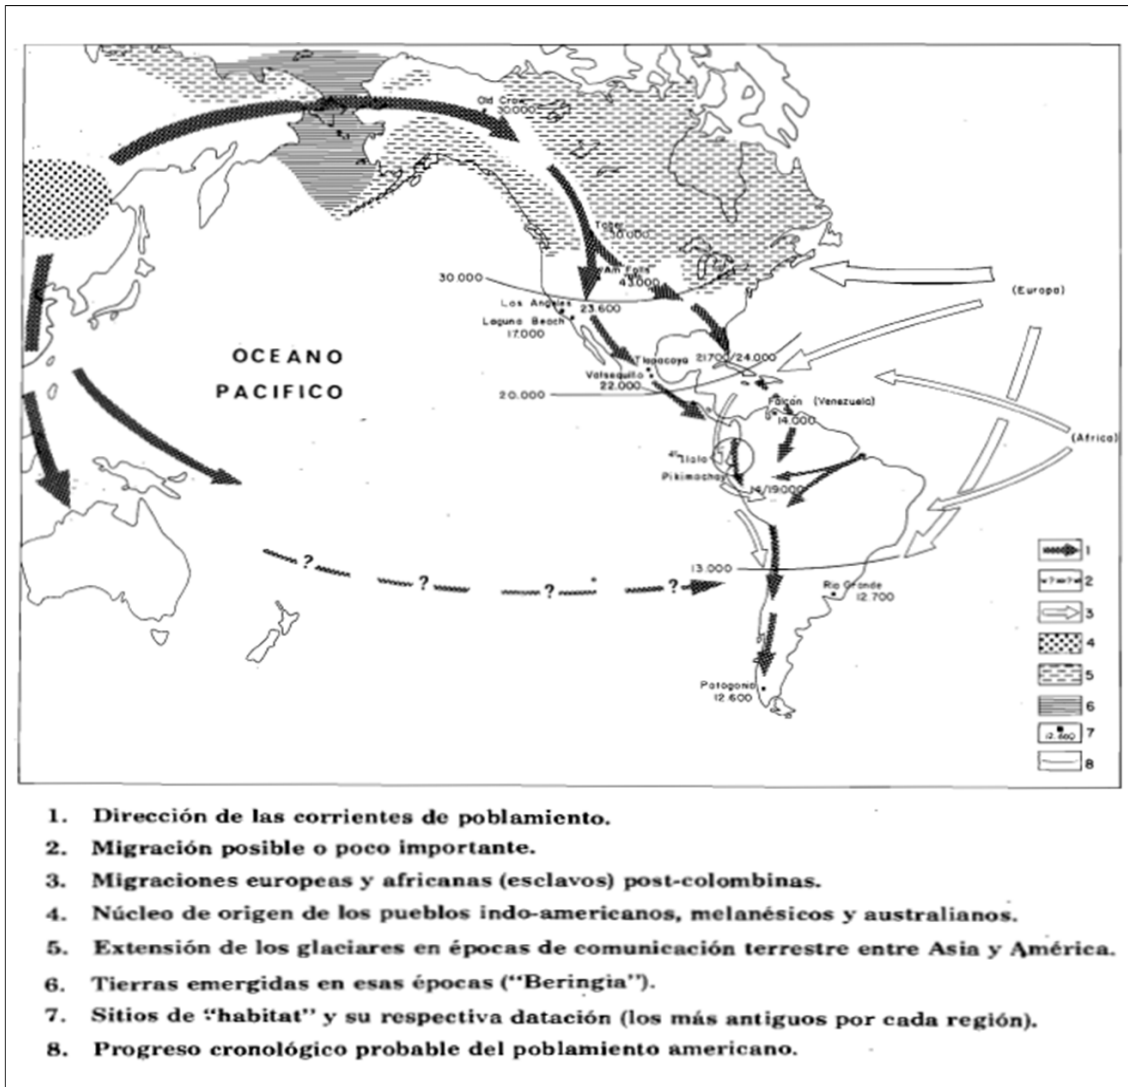 Old Crow
30.000
Taber
30.000
Am Falls
43.000
30.000
Los Angeles
23.600
Laguna Beach
17.000
(Europa)
OCEANO
PACIFICO
Tlapacoya
21700/24.000
Valsequillo
22.000
20.000
Falcón (Venezuela)
14.000
(Africa)
Ilalo
Pikimachay
14/19.000
?
?
?
?
13.000
Rio Grande
12.700
Patagonia
12.600
1
2
3
4
5
6
7
8
1. Dirección de las corrientes de poblamiento.
2. Migración posible o poco importante.
3. Migraciones europeas y africanas (esclavos) post-colombinas.
4. Núcleo de origen de los pueblos indo-americanos, melanésicos y australianos.
5. Extensión de los glaciares en épocas de comunicación terrestre entre Asia y América.
6. Tierras emergidas en esas épocas ("Beringia").
7. Sitios de "habitat" y su respectiva datación (los más antiguos por cada región).
8. Progreso cronológico probable del poblamiento americano.